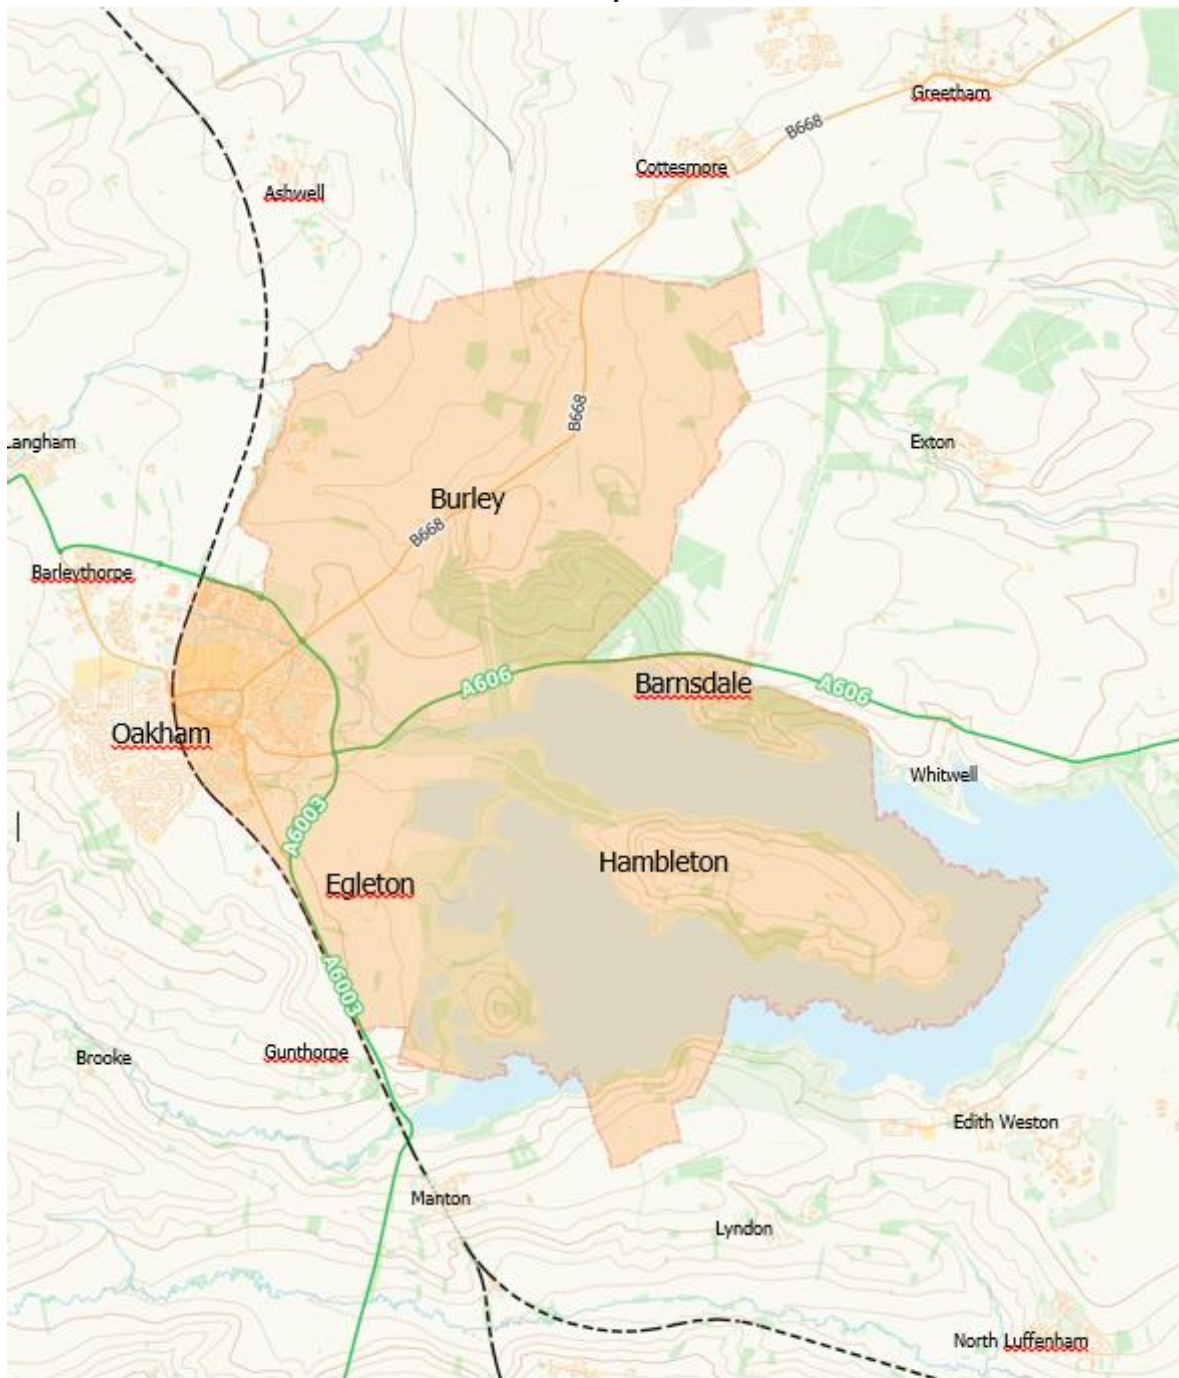 Greetham
B668
Cottesmore
Ashwell
B668
Langham
Exton
Burley
B668
Barleythorpe
A606
Barnsdale
A606
Oakham
Whitwell
A6003
Hambleton
Egleton
A6003
Gunthorpe
Brooke
Edith Weston
Manton
Lyndon
North Luffenham